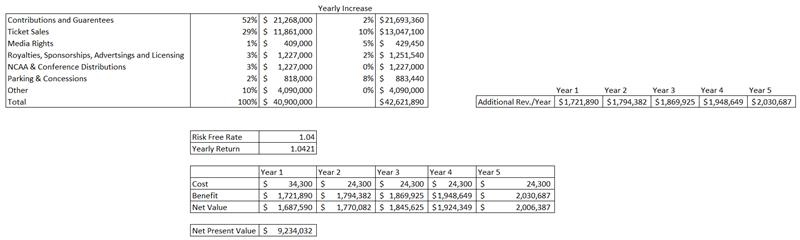 Yearly Increase
Contributions and Guarentees 52% $ 21,268,000 2% $21,693,360
Ticket Sales 29% $ 11,861,000 10% $13,047,100
Media Rights 1% $ 409,000 5% $ 429,450
Royalties, Sponsorships, Advertsings and Licensing 3% $ 1,227,000 2% $ 1,251,540
NCAA & Conference Distributions 3% $ 1,227,000 0% $ 1,227,000
Parking & Concessions 2% $ 818,000 8% $ 883,440
Other 10% $ 4,090,000 0% $ 4,090,000
Total 100% $ 40,900,000 $42,621,890
Year 1 Year 2 Year 3 Year 4 Year 5
Additional Rev./Year $1,721,890 $1,794,382 $1,869,925 $1,948,649 $2,030,687
Risk Free Rate 1.04
Yearly Return 1.0421
Year 1 Year 2 Year 3 Year 4 Year 5
Cost $ 34,300 $ 24,300 $ 24,300 $ 24,300 $ 24,300
Benefit $ 1,721,890 $ 1,794,382 $ 1,869,925 $1,948,649 $ 2,030,687
Net Value $ 1,687,590 $ 1,770,082 $ 1,845,625 $1,924,349 $ 2,006,387
Net Present Value $ 9,234,032